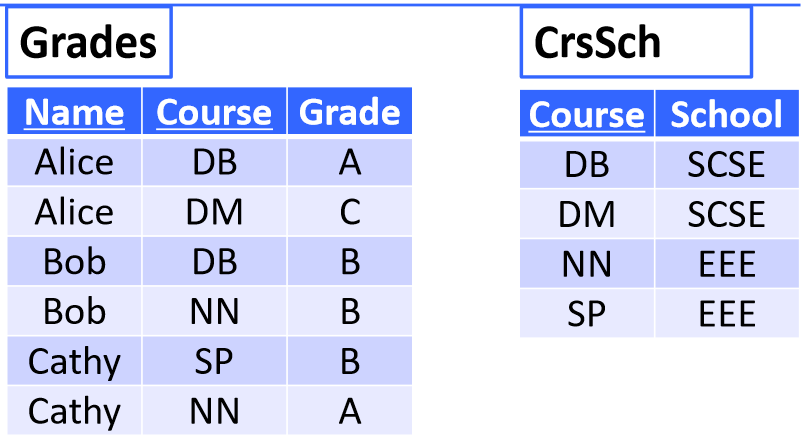 Grades
Name Course Grade
Alice DB A
Alice DM C
Bob DB B
Bob NN B
Cathy SP B
Cathy NN A
CrsSch
Course School
DB SCSE
DM SCSE
NN EEE
SP EEE